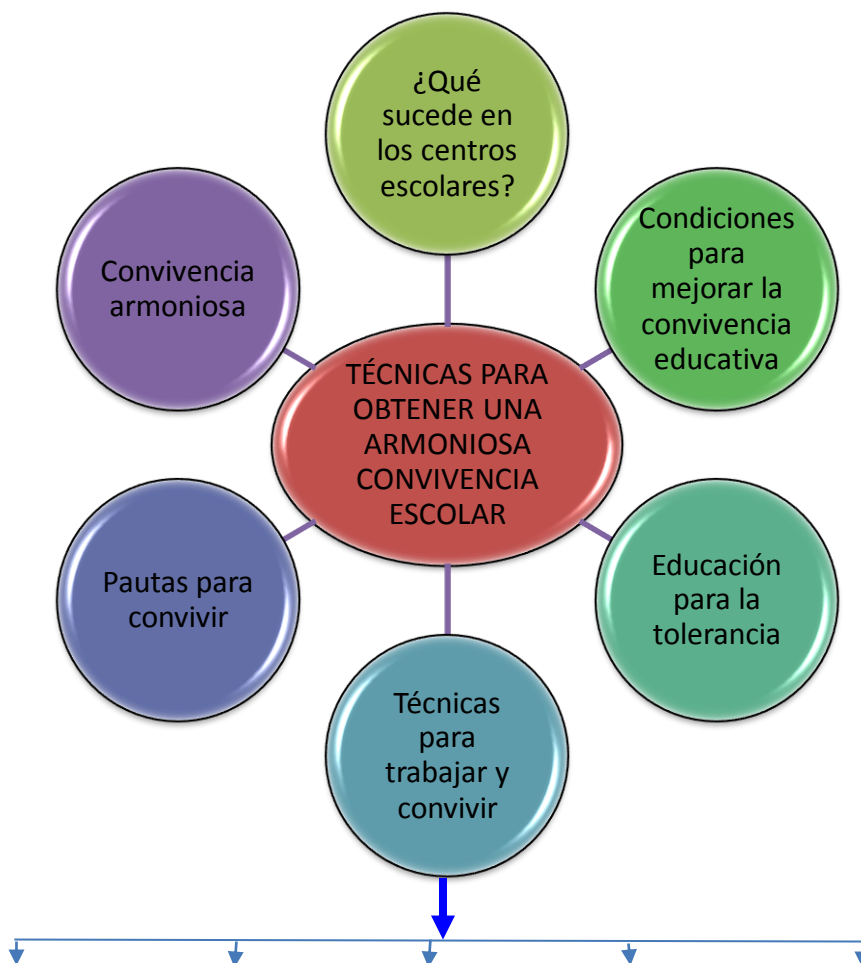 ¿Qué
sucede en
los centros
escolares?
Condiciones
para
mejorar la
convivencia
educativa
Convivencia
armoniosa
TÉCNICAS PARA
OBTENER UNA
ARMONIOSA
CONVIVENCIA
ESCOLAR
Educación
para la
tolerancia
Pautas para
convivir
Técnicas
para
trabajar y
convivir